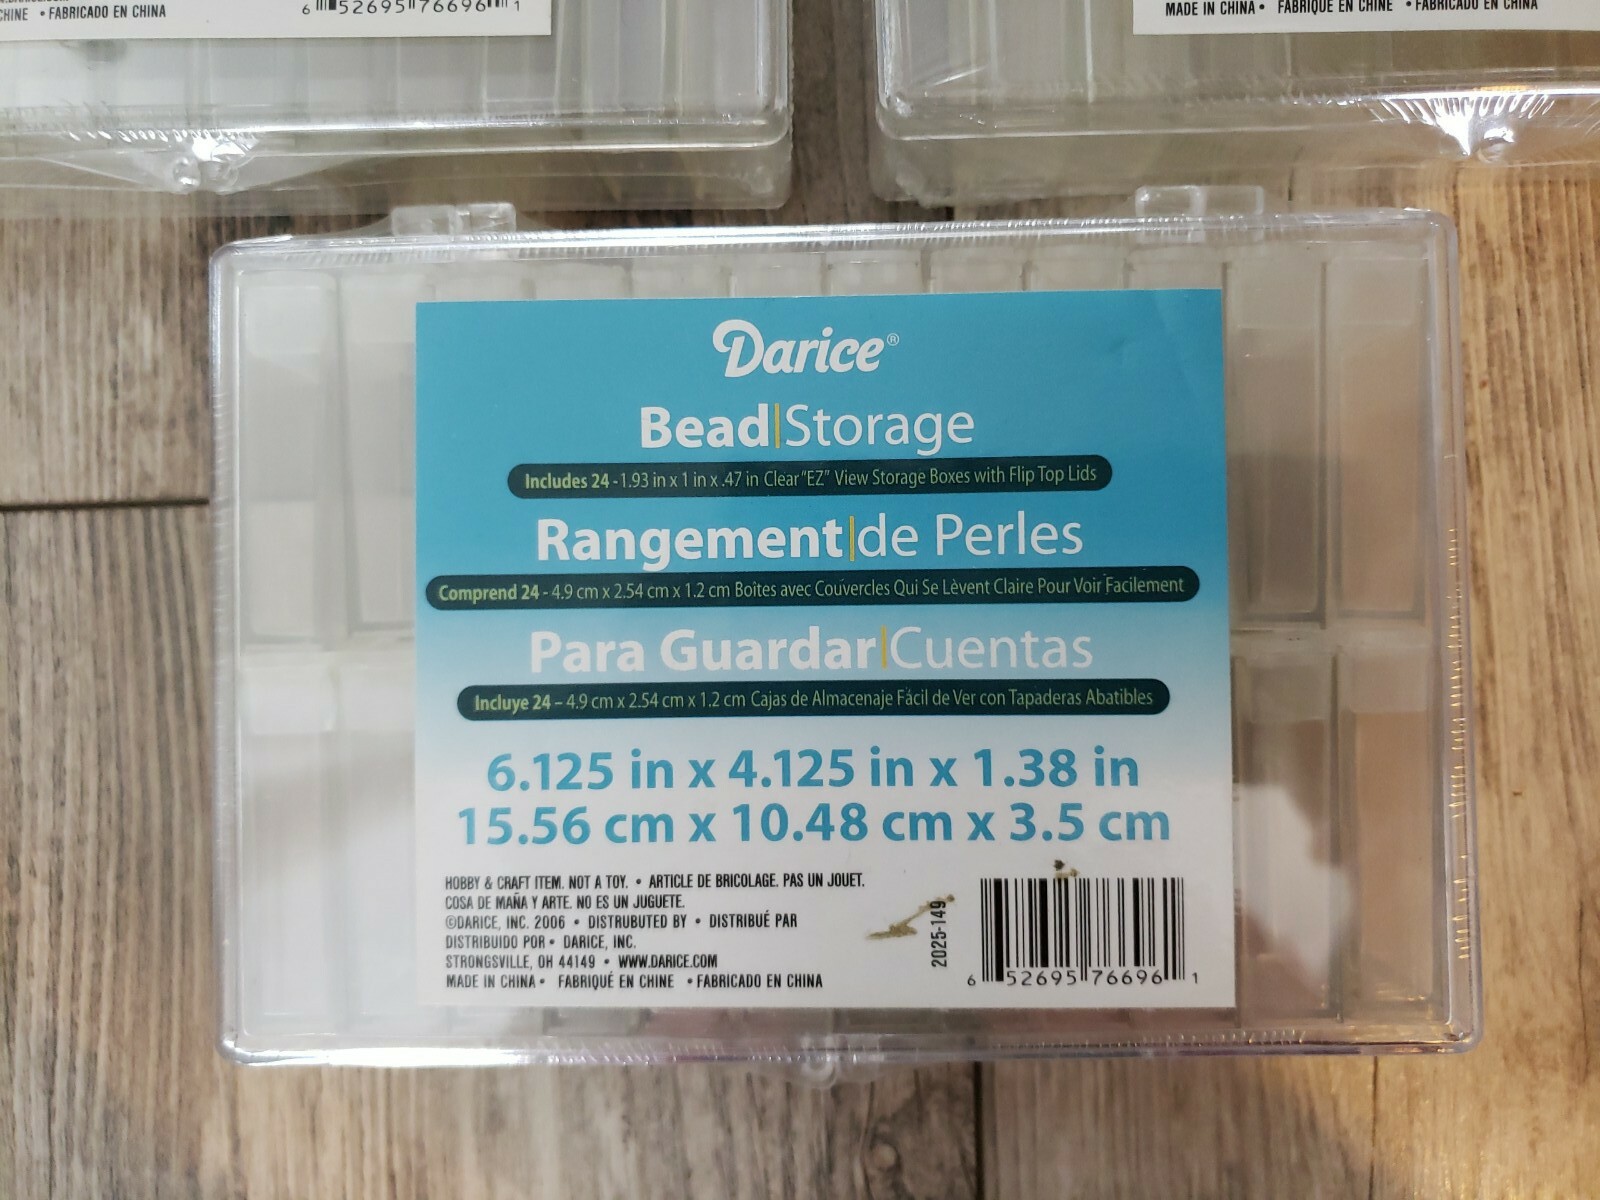 CHINE • FABRICADO EN CHINA
6 52695 76696 1
MADE IN CHINA • FABRIQUÉ EN CHINE • FABRICADO EN CHINA
Darice®
Bead|Storage
Includes 24 - 1.93 in x 1 in x .47 in Clear "EZ" View Storage Boxes with Flip Top Lids
Rangement|de Perles
Comprend 24 - 4.9 cm x 2.54 cm x 1.2 cm Boîtes avec Couvercles Qui Se Lèvent Claire Pour Voir Facilement
Para Guardar|Cuentas
Incluye 24 – 4.9 cm x 2.54 cm x 1.2 cm Cajas de Almacenaje Fácil de Ver con Tapaderas Abatibles
6.125 in x 4.125 in x 1.38 in
15.56 cm x 10.48 cm x 3.5 cm
HOBBY & CRAFT ITEM. NOT A TOY. • ARTICLE DE BRICOLAGE. PAS UN JOUET.
COSA DE MAÑA Y ARTE. NO ES UN JUGUETE.
©DARICE, INC. 2006 • DISTRUBUTED BY • DISTRIBUÉ PAR
DISTRIBUIDO POR • DARICE, INC.
STRONGSVILLE, OH 44149 • WWW.DARICE.COM
MADE IN CHINA • FABRIQUÉ EN CHINE • FABRICADO EN CHINA
2025-149
6 52695 76696 1